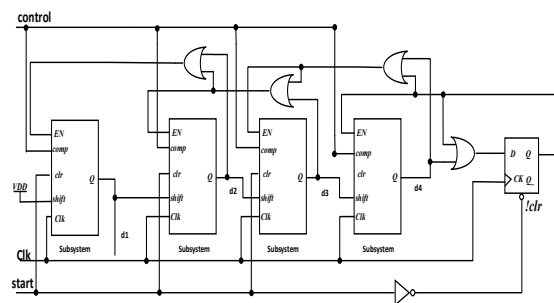 control
EN
comp
clr
Q
VDD
shift
Clk
Subsystem
d1
EN
comp
clr
Q
shift
Clk
Subsystem
d2
EN
comp
clr
Q
shift
Clk
Subsystem
d3
EN
comp
clr
Q
shift
Clk
Subsystem
d4
D Q
CK Q
!clr
Clk
start